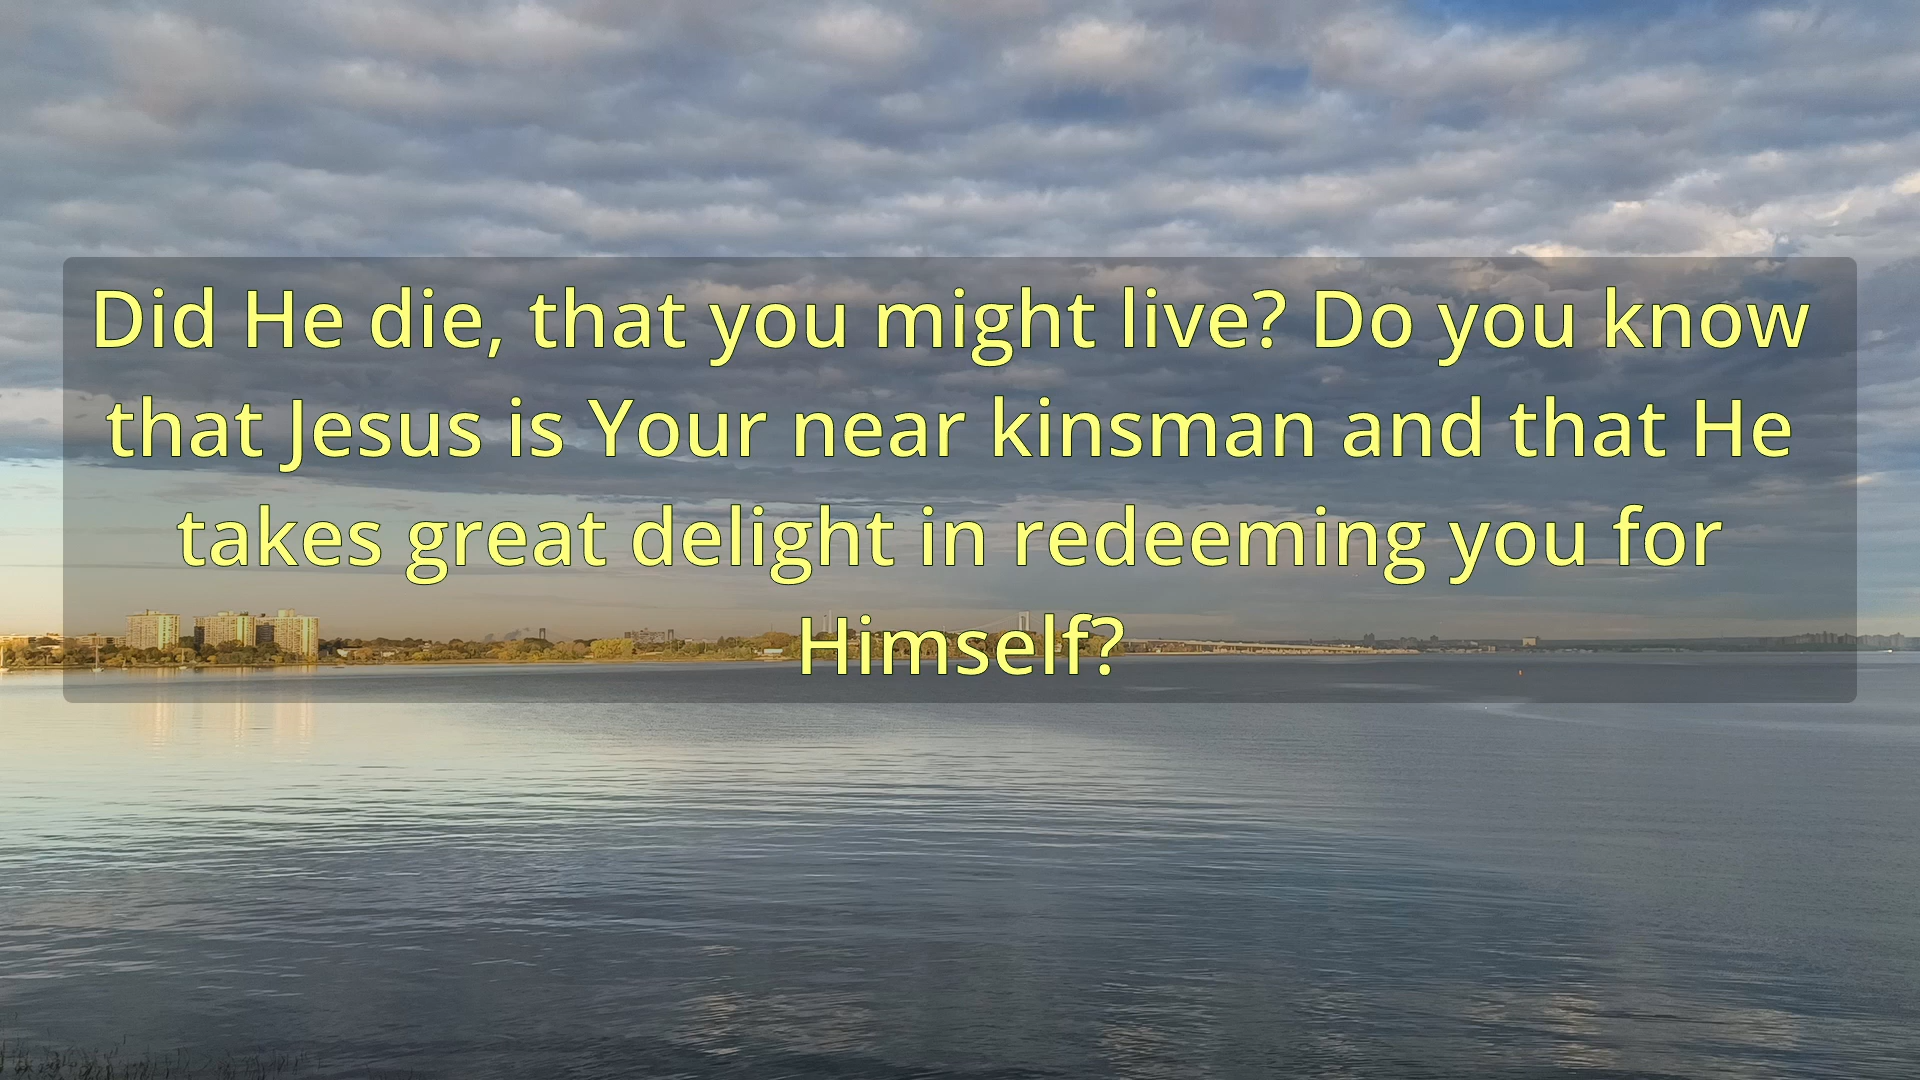 Did He die, that you might live? Do you know
that Jesus is Your near kinsman and that He
takes great delight in redeeming you for
Himself?